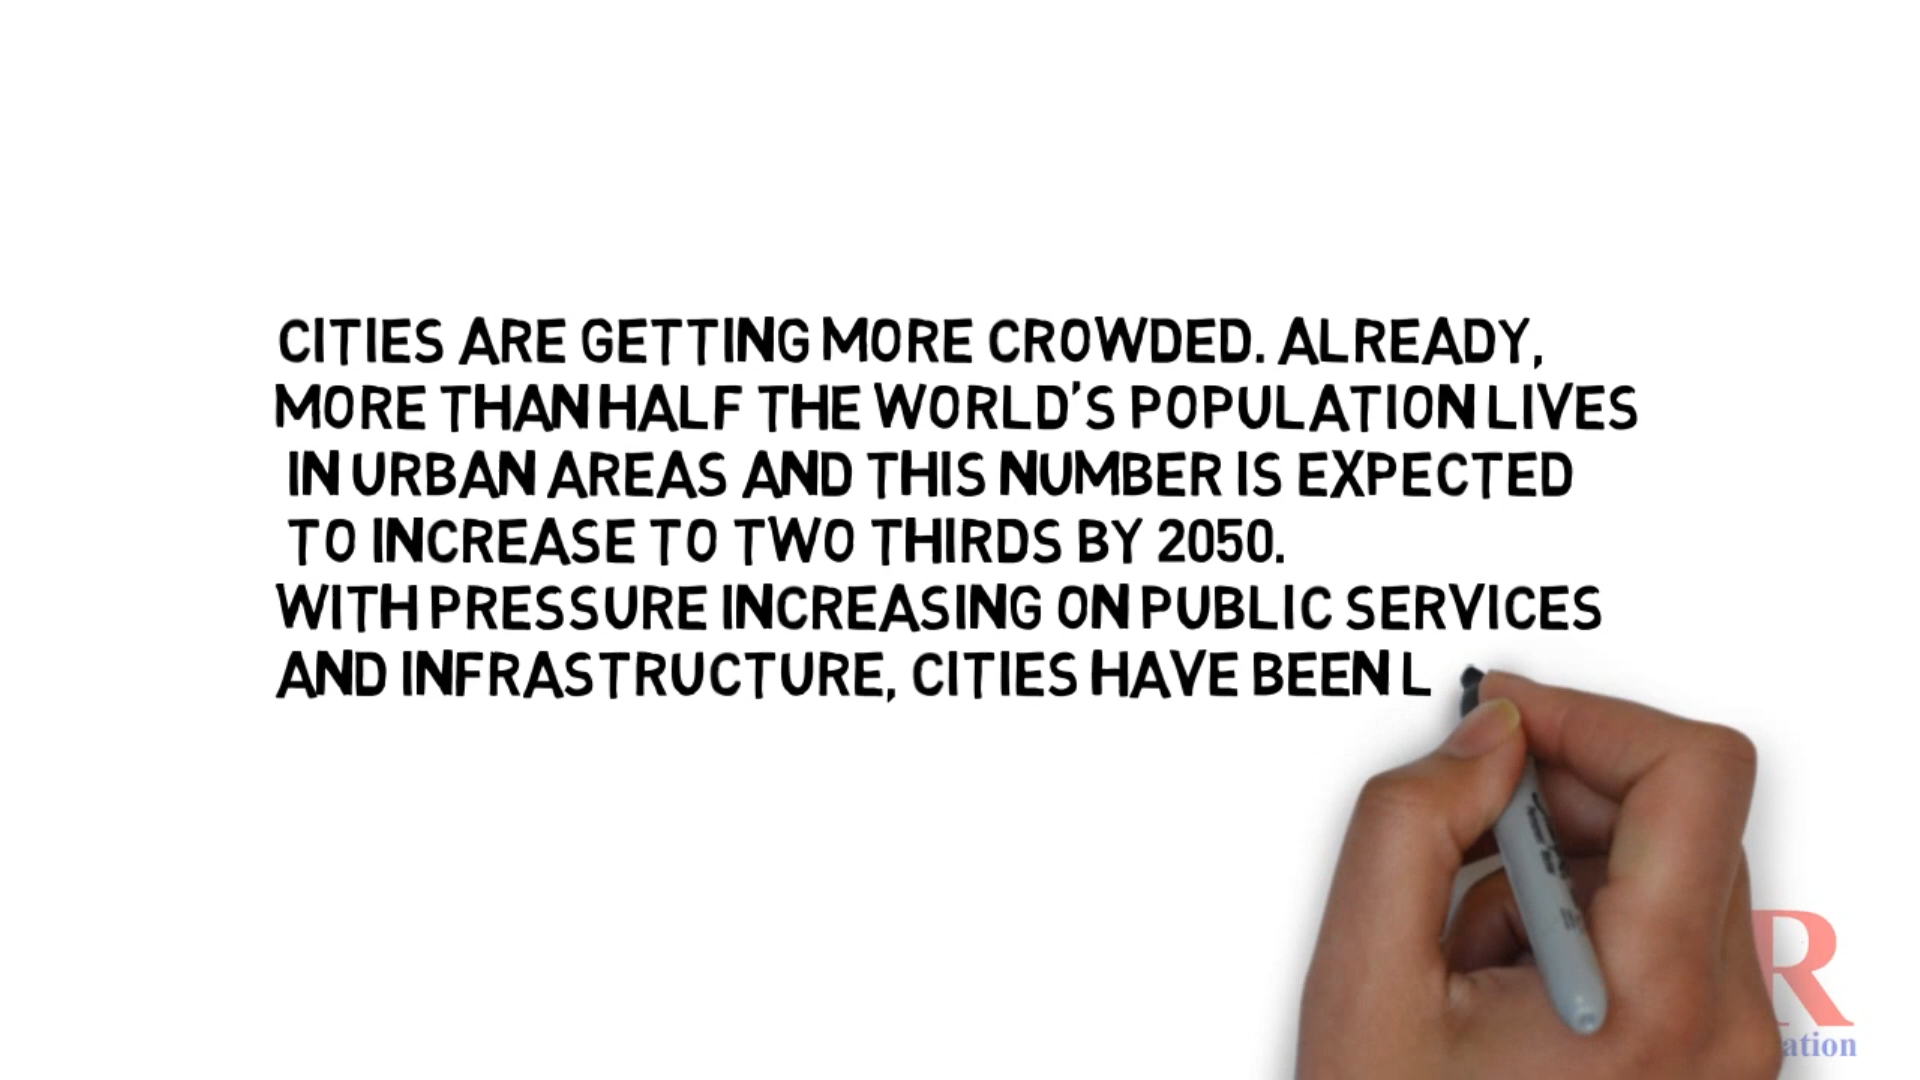 CITIES ARE GETTING MORE CROWDED. ALREADY,
MORE THAN HALF THE WORLD'S POPULATION LIVES
IN URBAN AREAS AND THIS NUMBER IS EXPECTED
TO INCREASE TO TWO THIRDS BY 2050.
WITH PRESSURE INCREASING ON PUBLIC SERVICES
AND INFRASTRUCTURE, CITIES HAVE BEEN L
R
ation